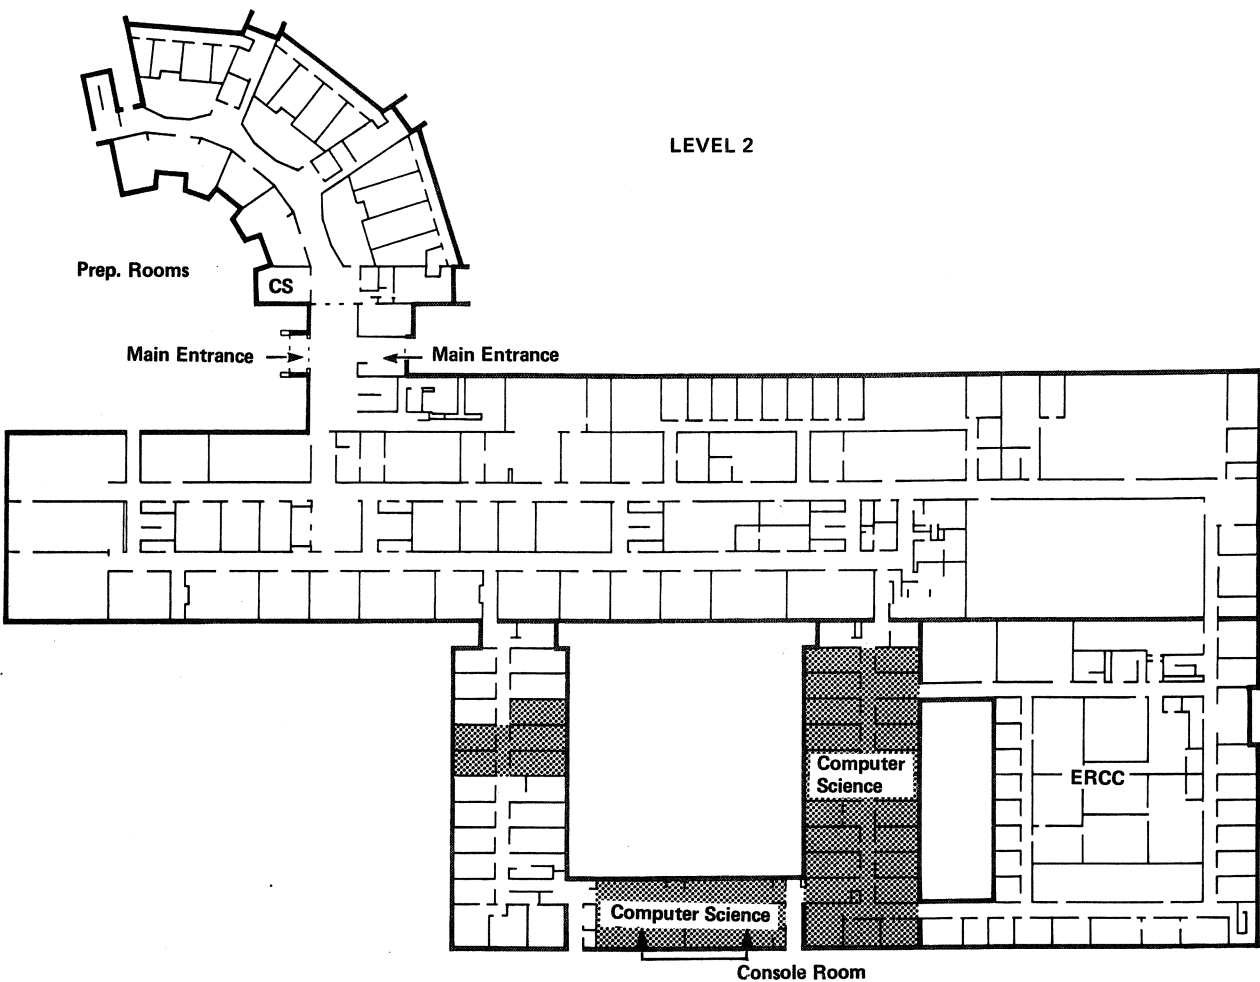 LEVEL 2
Prep. Rooms
CS
Main Entrance
Main Entrance
Computer
Science
ERCC
Computer Science
Console Room